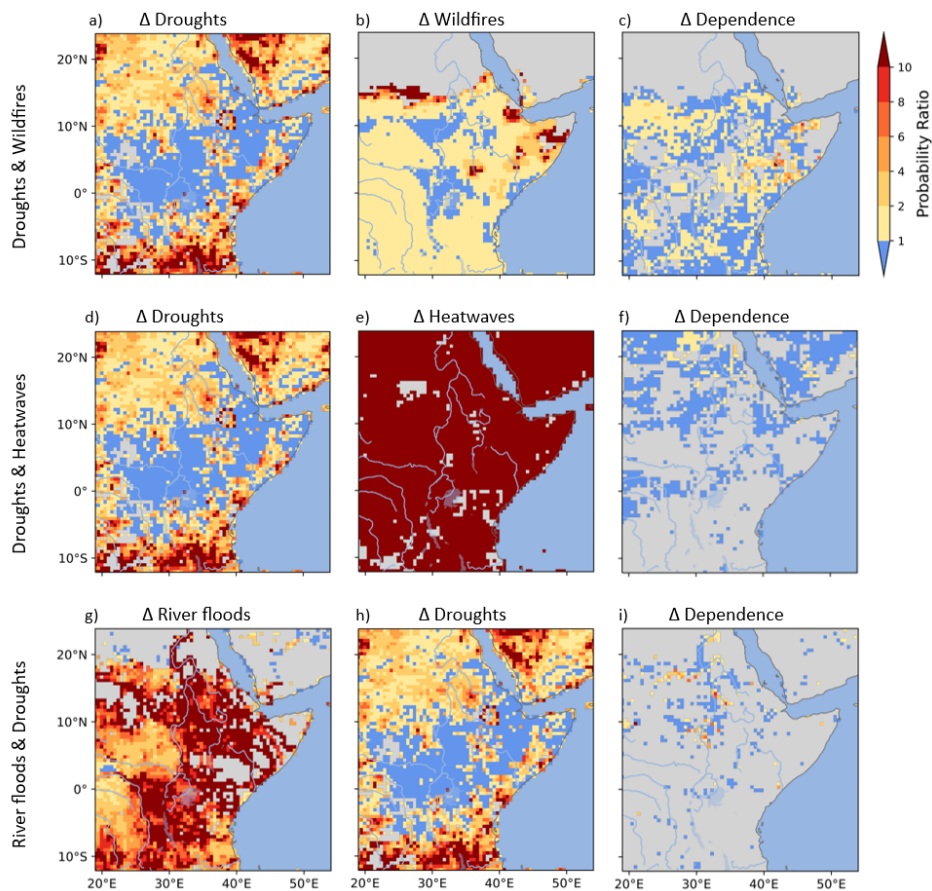 a) Δ Droughts
b) Δ Wildfires
c) Δ Dependence
Droughts & Wildfires
20°N
10°N
0°
10°S
10
8
6
4
2
1
Probability Ratio
d) Δ Droughts
e) Δ Heatwaves
f) Δ Dependence
Droughts & Heatwaves
20°N
10°N
0°
10°S
g) Δ River floods
h) Δ Droughts
i) Δ Dependence
River floods & Droughts
20°N
10°N
0°
10°S
20°E 30°E 40°E 50°E
20°E 30°E 40°E 50°E
20°E 30°E 40°E 50°E